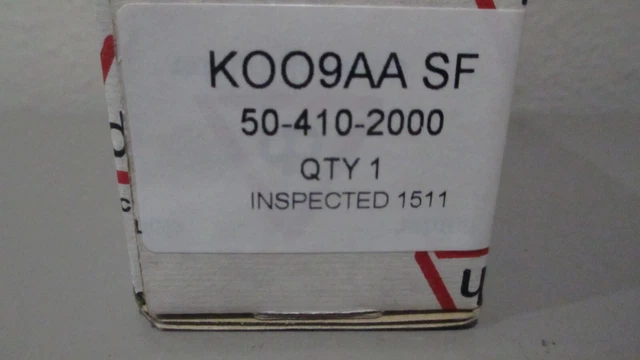 KOO9AA SF
50-410-2000
QTY 1
INSPECTED 1511